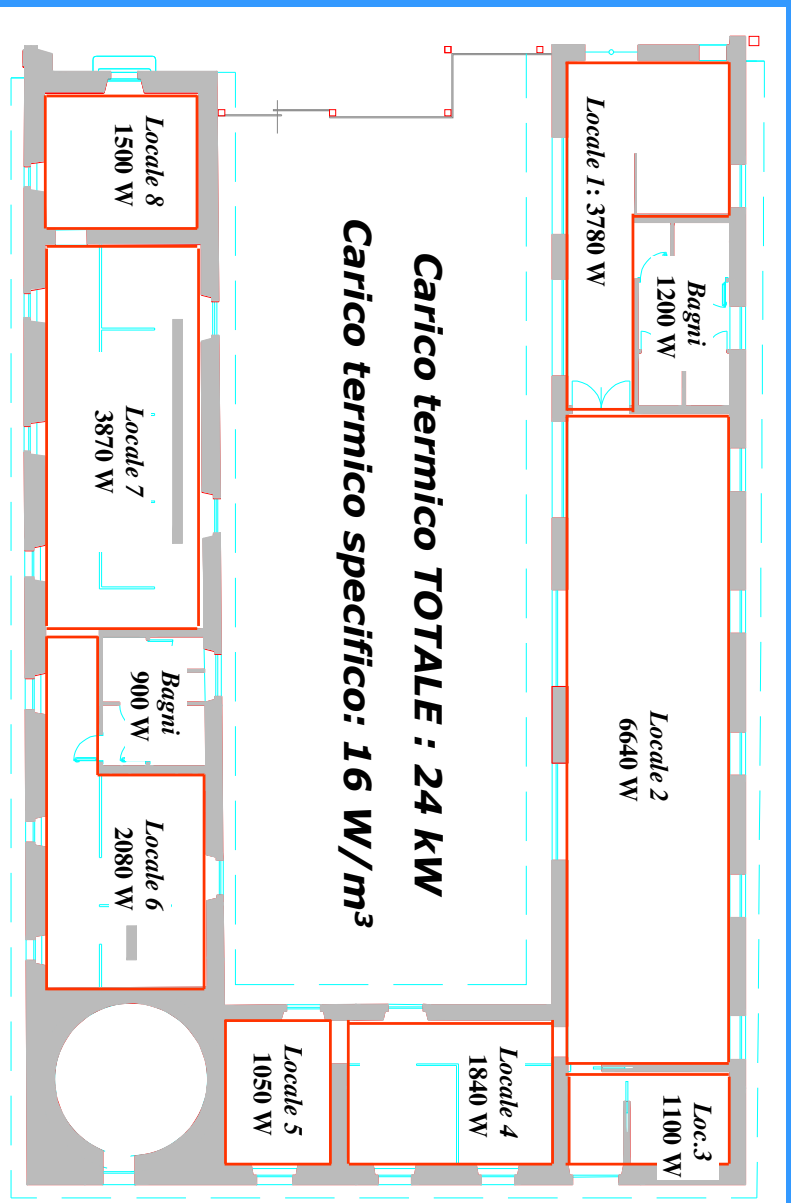 Locale 1: 3780 W
Bagni
1200 W
Locale 2
6640 W
Loc.3
1100 W
Locale 4
1840 W
Locale 5
1050 W
Carico termico TOTALE : 24 kW
Carico termico specifico: 16 W/m³
Locale 8
1500 W
Locale 7
3870 W
Bagni
900 W
Locale 6
2080 W